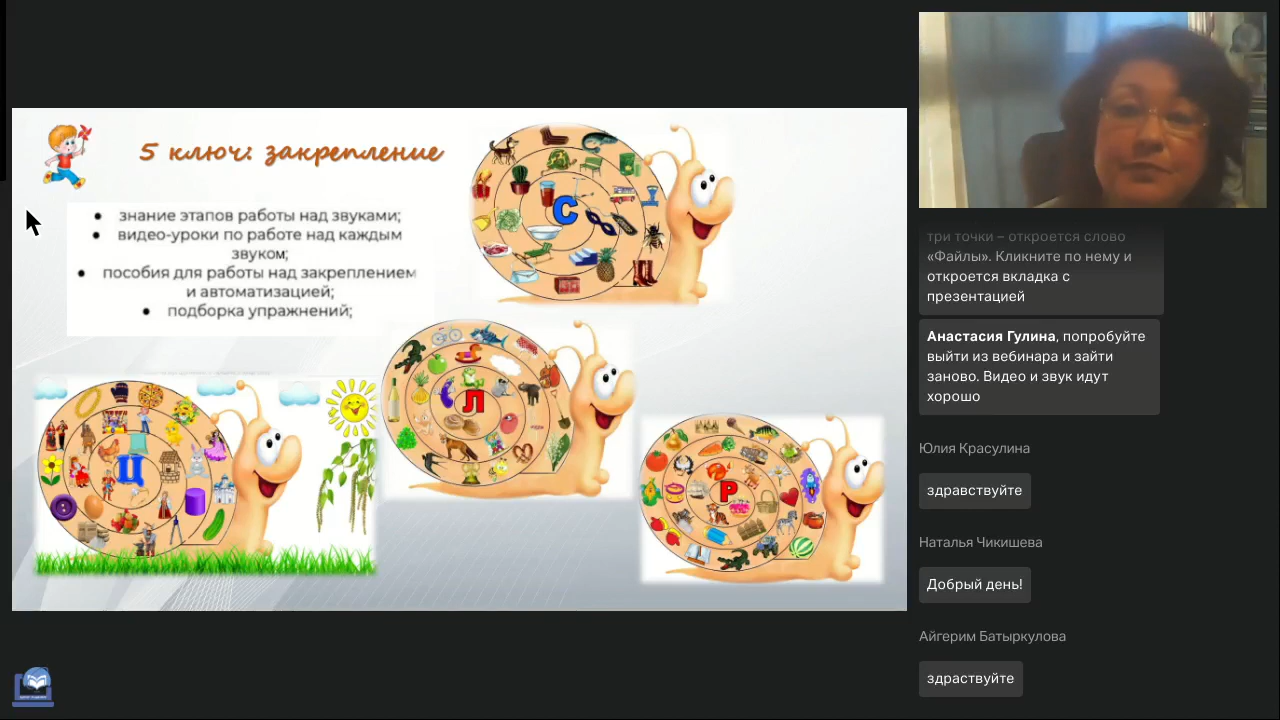 5 ключ: закрепление
знание этапов работы над звуками;
видео-уроки по работе над каждым
звуком;
пособия для работы над закреплением
и автоматизацией;
подборка упражнений;
С
Л
Ц
Р
три точки – откроется слово
«Файлы». Кликните по нему и
откроется вкладка с
презентацией
Анастасия Гулина, попробуйте
выйти из вебинара и зайти
заново. Видео и звук идут
хорошо
Юлия Красулина
здравствуйте
Наталья Чикишева
Добрый день!
Айгерим Батыркулова
здраствуйте